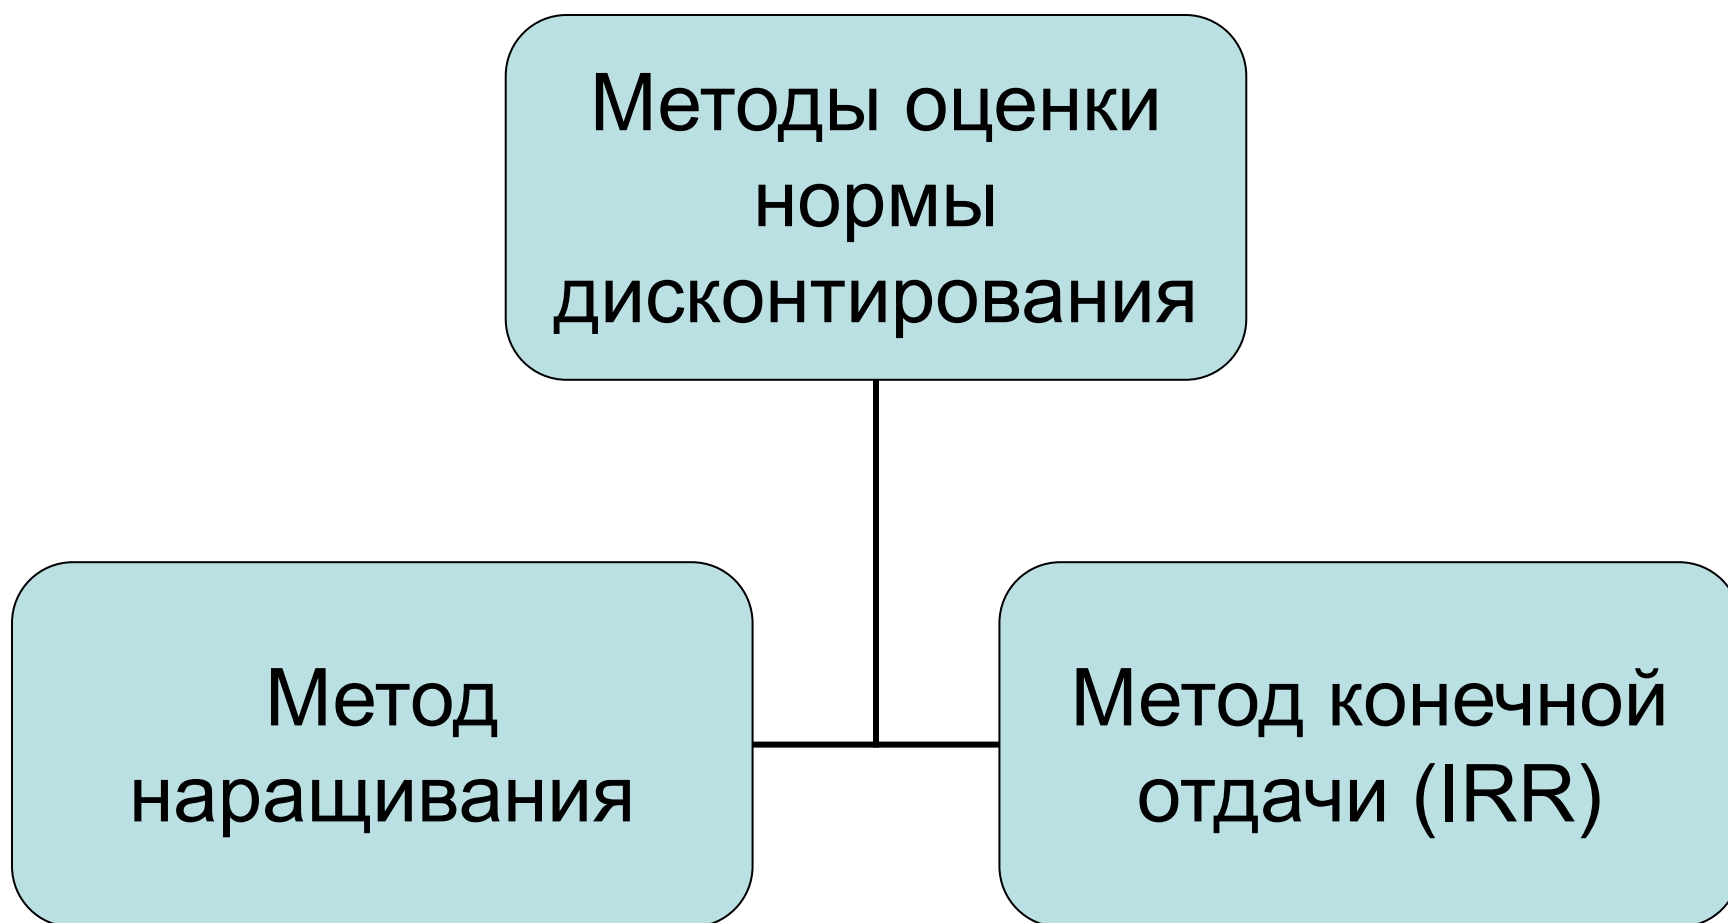 Методы оценки
нормы
дисконтирования
Метод
наращивания
Метод конечной
отдачи (IRR)